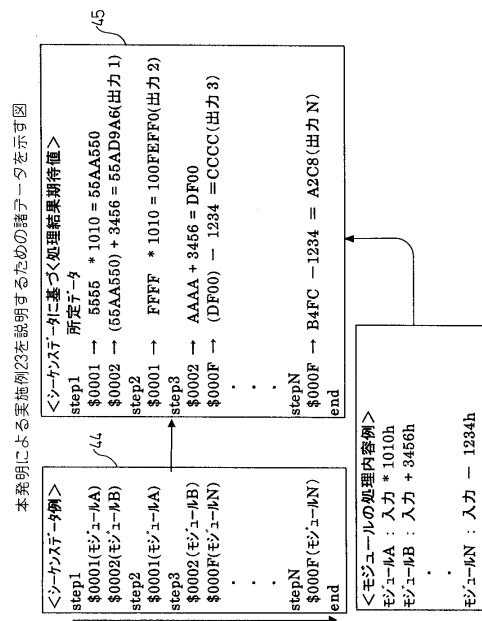 本発明による実施例23を説明するための諸データを示す図
44
＜シーケンスデータ例＞
step1
$0001(モジュールA)
$0002(モジュールB)
step2
$0001(モジュールA)
step3
$0002(モジュールB)
$000F(モジュールN)
・
・
・
stepN
$000F(モジュールN)
end
45
＜シーケンスデータに基づく処理結果期待値＞
step1 所定データ
$0001 → 5555 * 1010 = 55AA550
$0002 → (55AA550) + 3456 = 55AD9A6(出力 1)
step2
$0001 → FFFF * 1010 = 100FEFF0(出力 2)
step3
$0002 → AAAA + 3456 = DF00
$000F → (DF00) − 1234 = CCCC(出力 3)
・
・
・
stepN
$000F → B4FC − 1234 = A2C8(出力 N)
end
＜モジュールの処理内容例＞
モジュールA : 入力 * 1010h
モジュールB : 入力 + 3456h
・
・
モジュールN : 入力 − 1234h